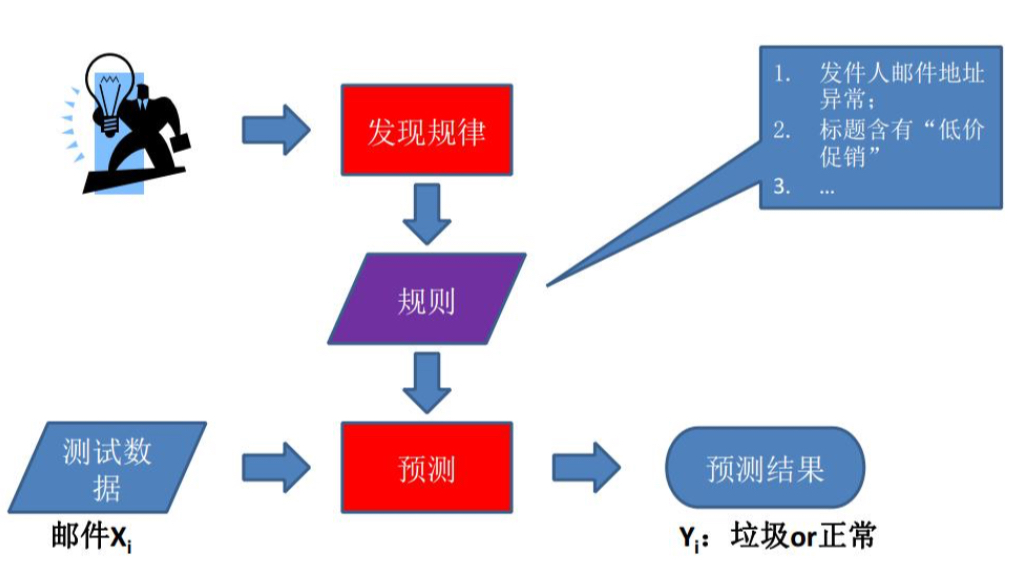 1. 发件人邮件地址
异常；
2. 标题含有“低价
促销”
3. …
发现规律
规则
测试数
据
预测
预测结果
邮件Xi
Yi：垃圾or正常